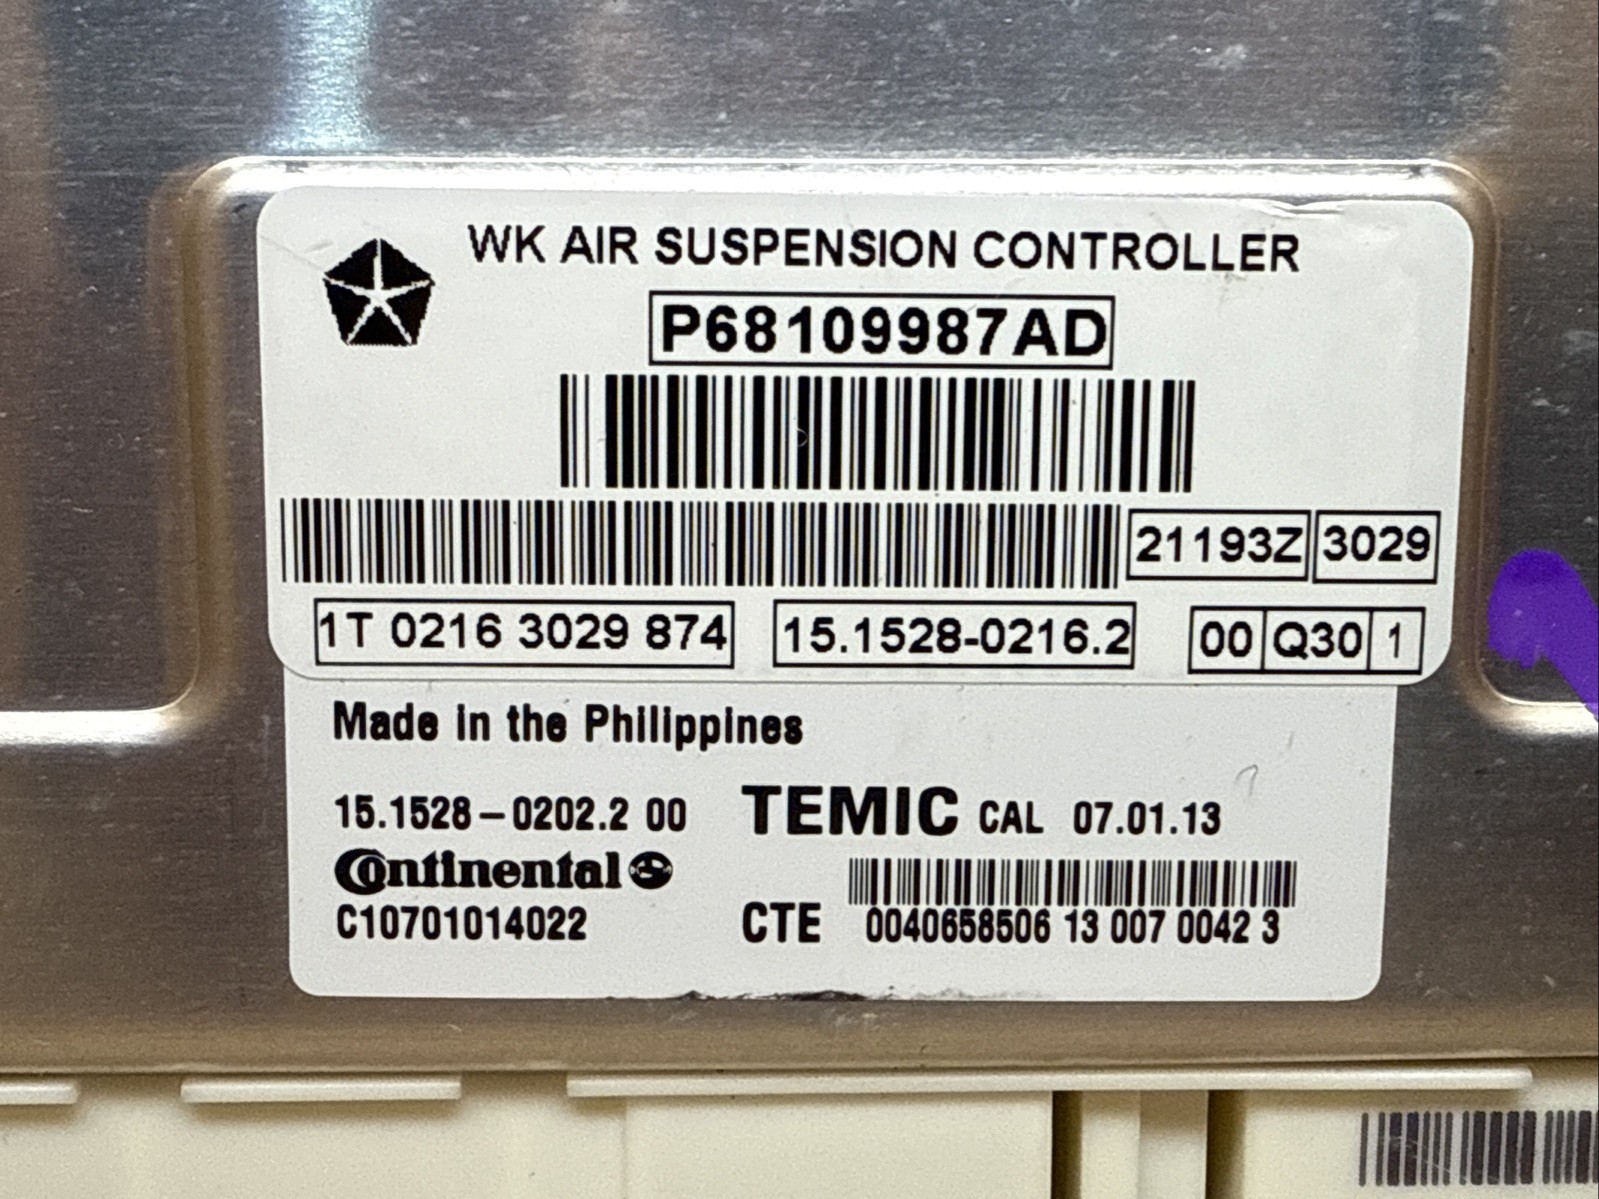 WK AIR SUSPENSION CONTROLLER
P68109987AD
21193Z 3029
1T 0216 3029 874 15.1528-0216.2 00 Q30 1
Made in the Philippines
15.1528-0202.2 00 TEMIC CAL 07.01.13
Continental
C10701014022 CTE 0040658506 13 007 0042 3